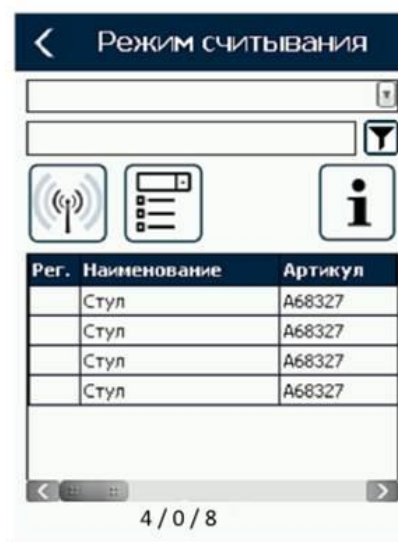 Режим считывания
Рег. Наименование Артикул
Стул A68327
Стул A68327
Стул A68327
Стул A68327
4/0/8